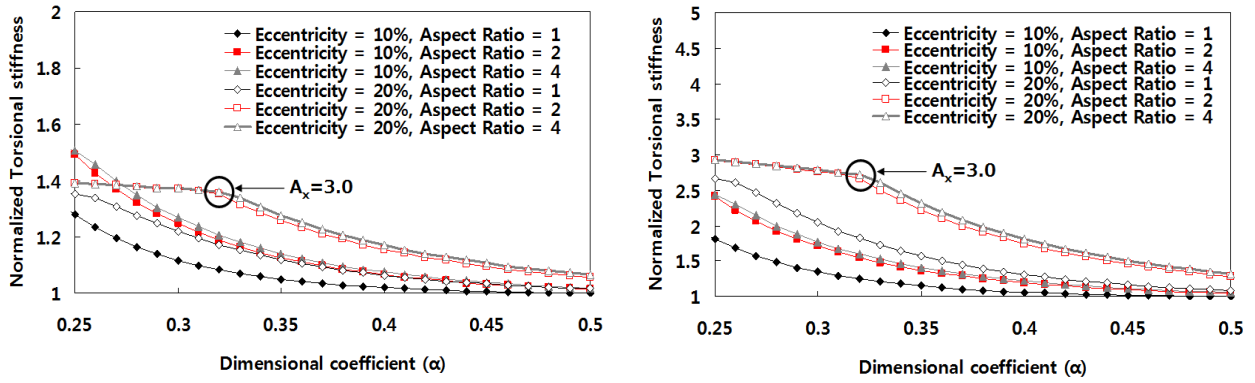 Normalized Torsional stiffness
2
1.8
1.6
1.4
1.2
1
0.25
0.3
0.35
0.4
0.45
0.5
Dimensional coefficient (α)
Eccentricity = 10%, Aspect Ratio = 1
Eccentricity = 10%, Aspect Ratio = 2
Eccentricity = 10%, Aspect Ratio = 4
Eccentricity = 20%, Aspect Ratio = 1
Eccentricity = 20%, Aspect Ratio = 2
Eccentricity = 20%, Aspect Ratio = 4
Ax=3.0
Normalized Torsional stiffness
5
4.5
4
3.5
3
2.5
2
1.5
1
0.25
0.3
0.35
0.4
0.45
0.5
Dimensional coefficient (α)
Eccentricity = 10%, Aspect Ratio = 1
Eccentricity = 10%, Aspect Ratio = 2
Eccentricity = 10%, Aspect Ratio = 4
Eccentricity = 20%, Aspect Ratio = 1
Eccentricity = 20%, Aspect Ratio = 2
Eccentricity = 20%, Aspect Ratio = 4
Ax=3.0